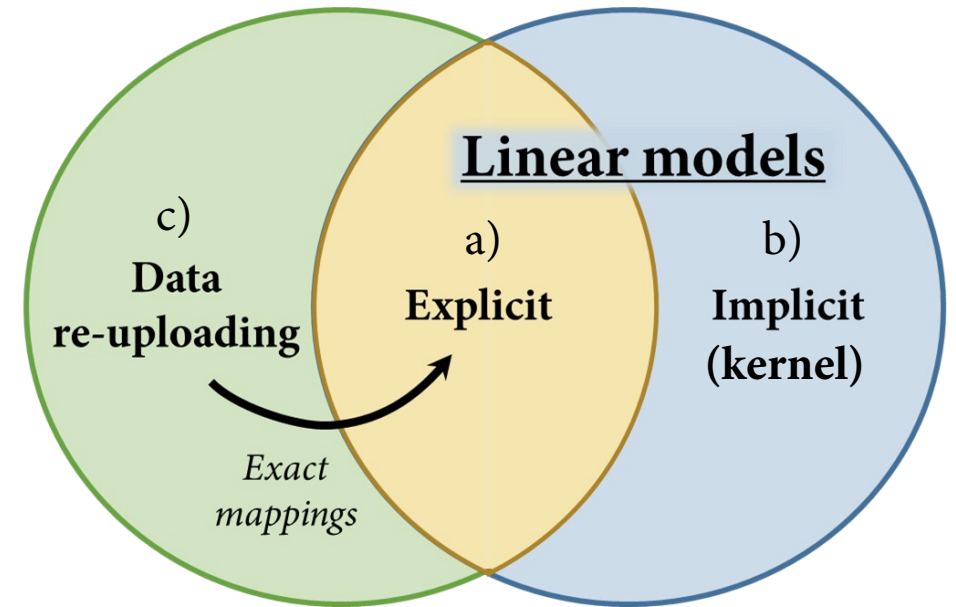 Linear models
c)
Data
re-uploading
a)
Explicit
b)
Implicit
(kernel)
Exact
mappings